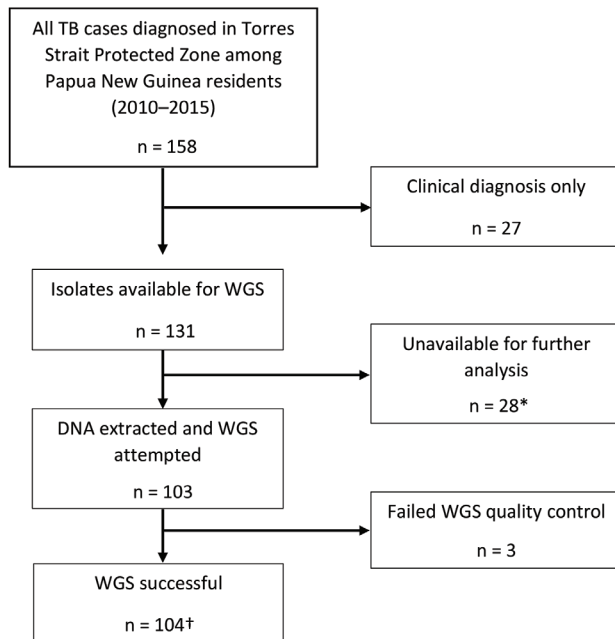 All TB cases diagnosed in Torres
Strait Protected Zone among
Papua New Guinea residents
(2010–2015)
n = 158
Clinical diagnosis only
n = 27
Isolates available for WGS
n = 131
Unavailable for further
analysis
n = 28*
DNA extracted and WGS
attempted
n = 103
Failed WGS quality control
n = 3
WGS successful
n = 104†